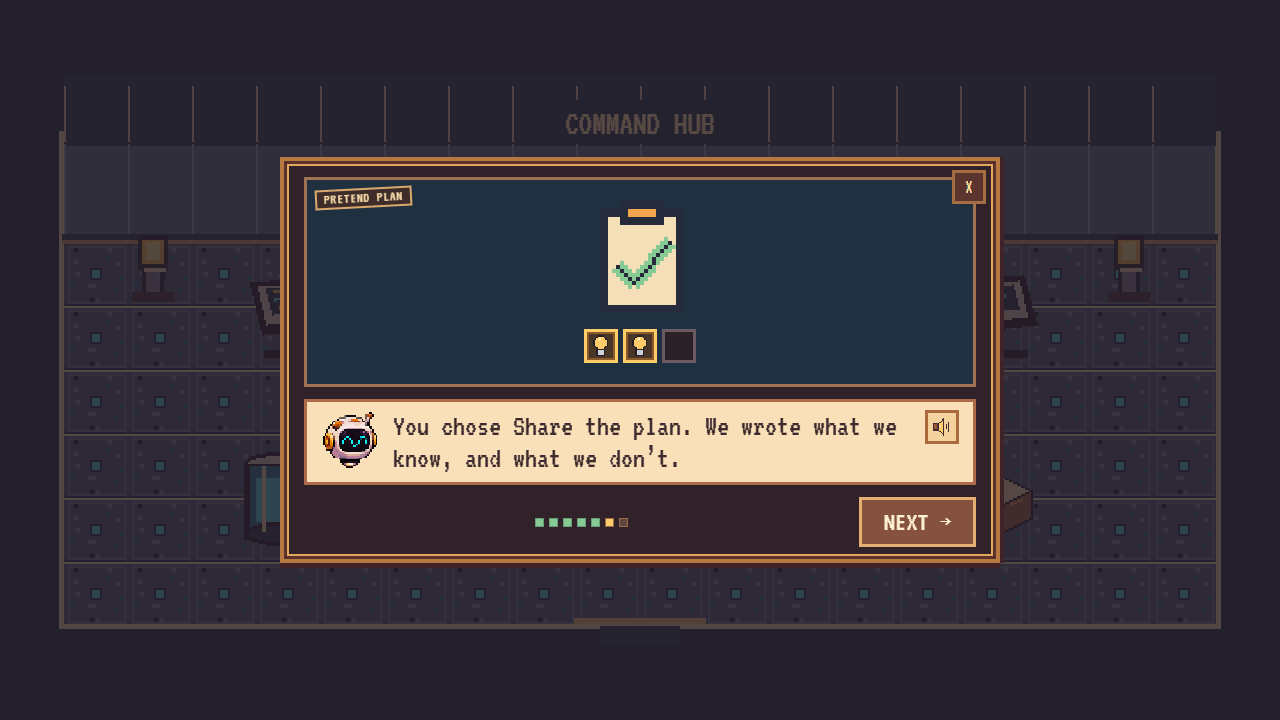 COMMAND HUB
PRETEND PLAN
X
You chose Share the plan. We wrote what we
know, and what we don't.
NEXT →